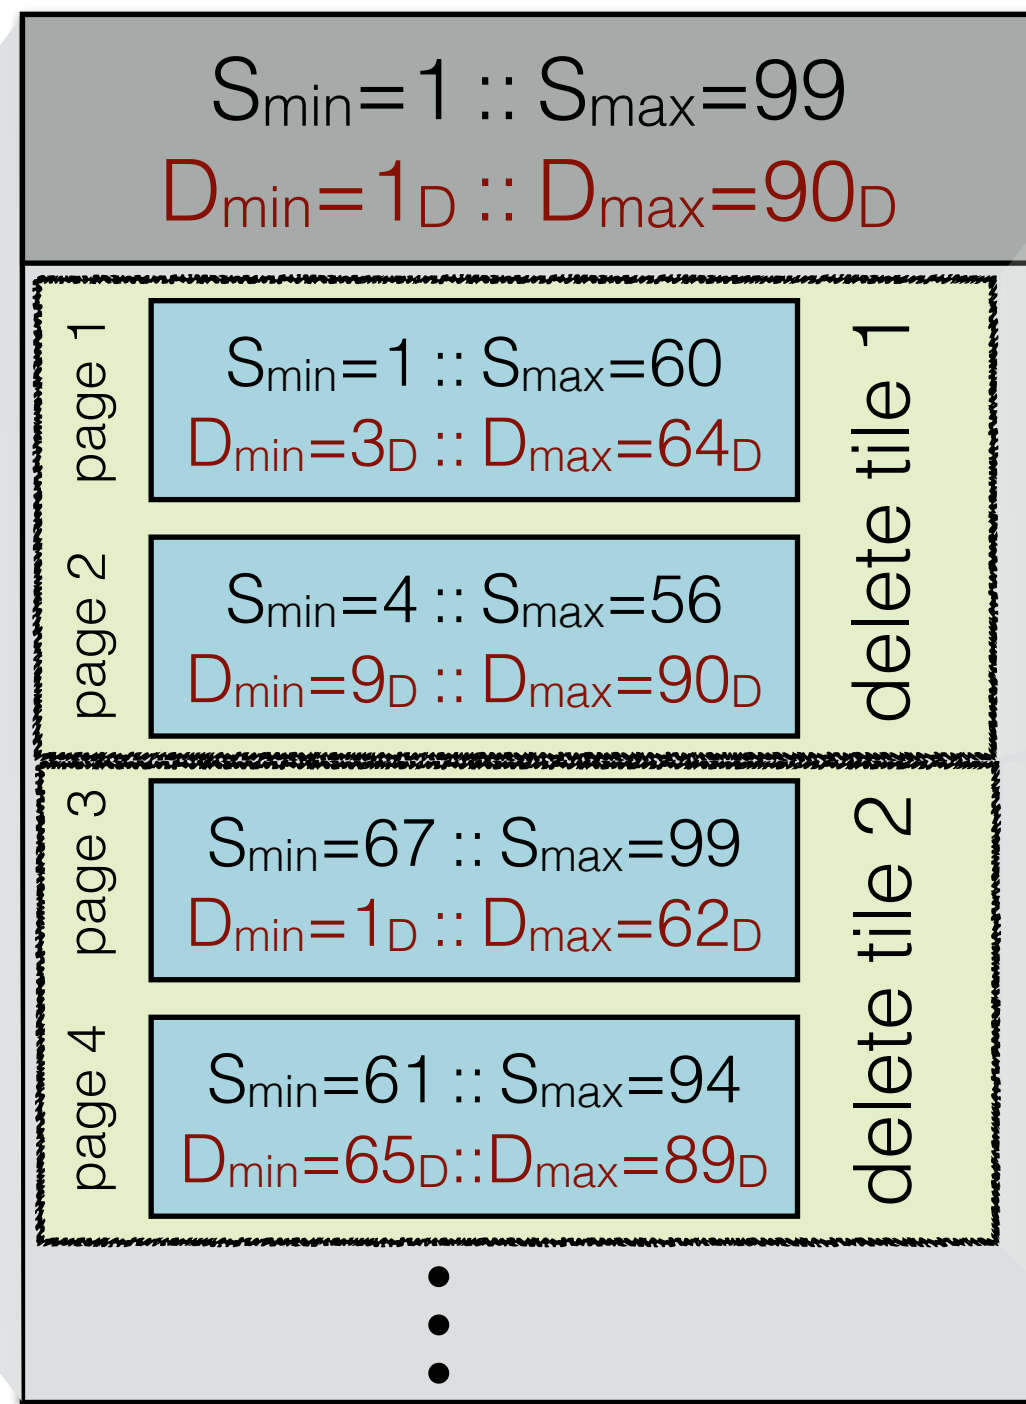 Smin=1 :: Smax=99
Dmin=1D :: Dmax=90D
page 1
Smin=1 :: Smax=60
Dmin=3D :: Dmax=64D
delete tile 1
page 2
Smin=4 :: Smax=56
Dmin=9D :: Dmax=90D
page 3
Smin=67 :: Smax=99
Dmin=1D :: Dmax=62D
delete tile 2
page 4
Smin=61 :: Smax=94
Dmin=65D::Dmax=89D